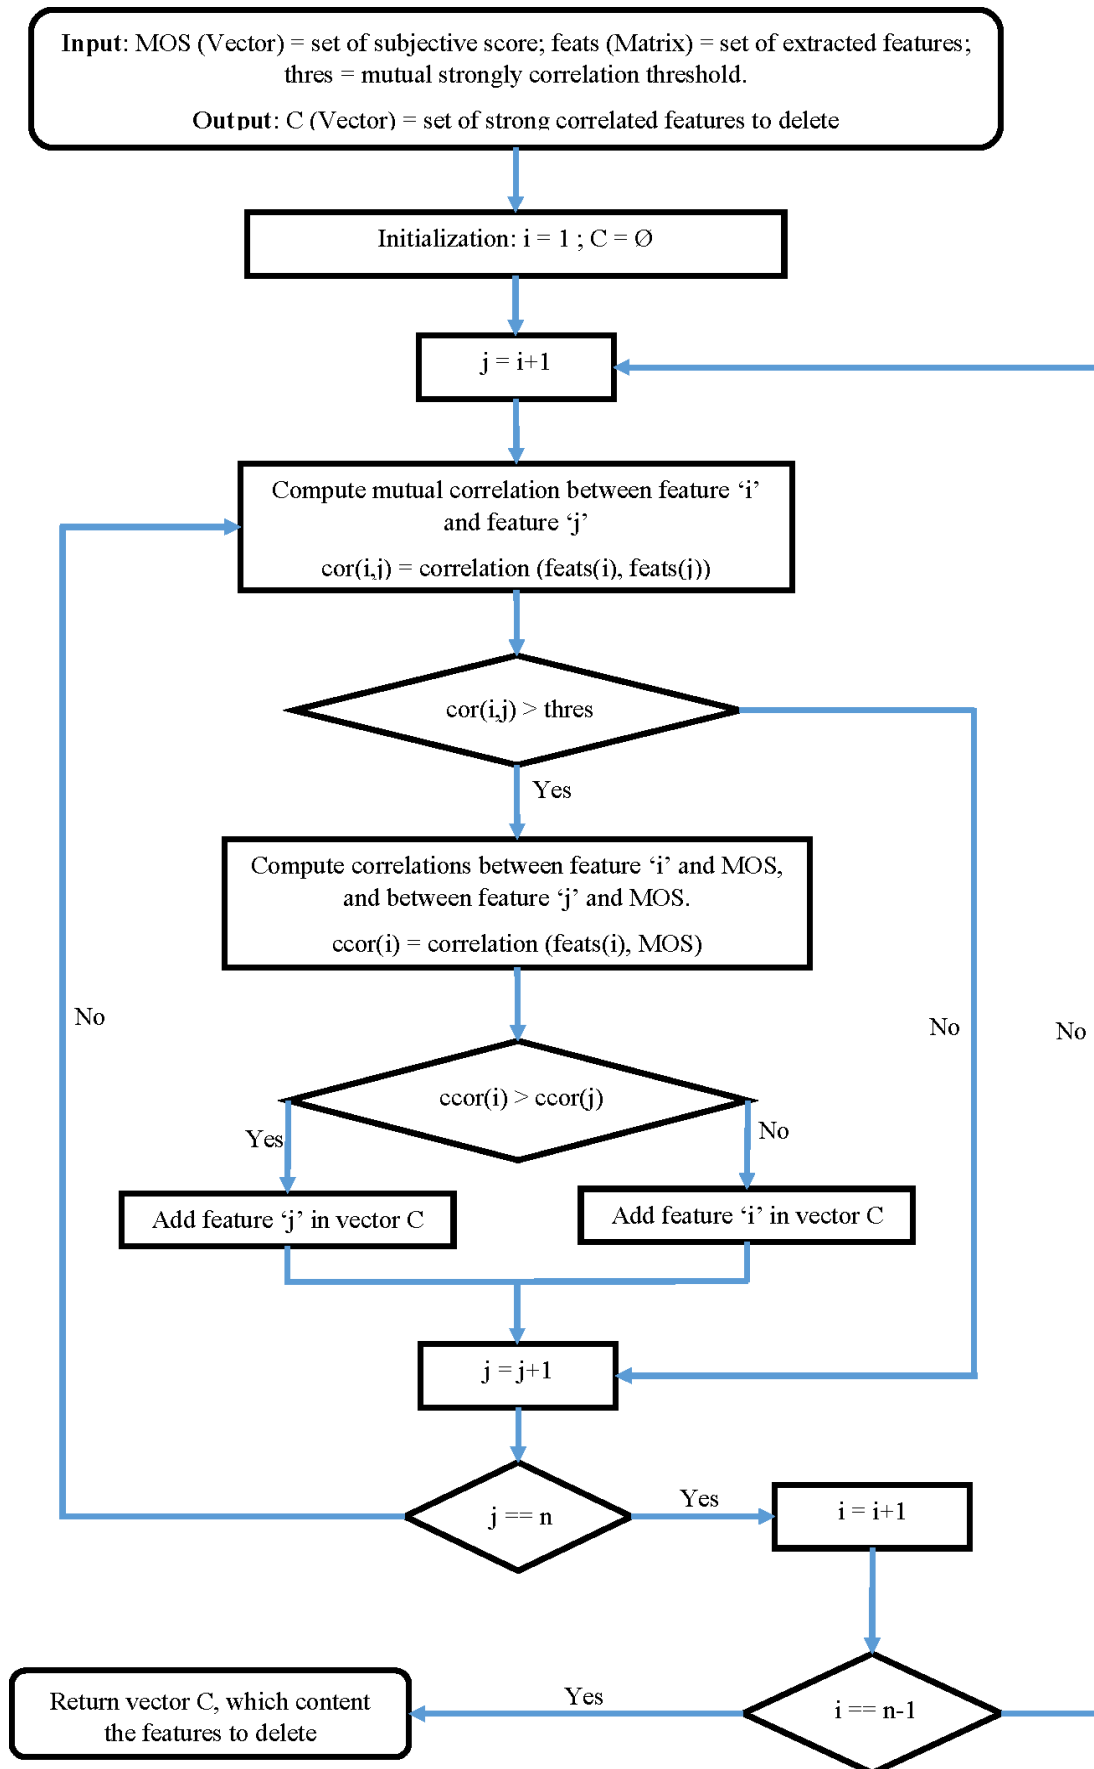 Input: MOS (Vector) = set of subjective score; feats (Matrix) = set of extracted features;
thres = mutual strongly correlation threshold.
Output: C (Vector) = set of strong correlated features to delete
Initialization: i = 1 ; C = Ø
j = i+1
Compute mutual correlation between feature ‘i’
and feature ‘j’
cor(i,j) = correlation (feats(i), feats(j))
cor(i,j) > thres
Yes
Compute correlations between feature ‘i’ and MOS,
and between feature ‘j’ and MOS.
ccor(i) = correlation (feats(i), MOS)
No
No
No
ccor(i) > ccor(j)
Yes
No
Add feature ‘j’ in vector C
Add feature ‘i’ in vector C
j = j+1
j == n
Yes
i = i+1
Return vector C, which content
the features to delete
Yes
i == n-1